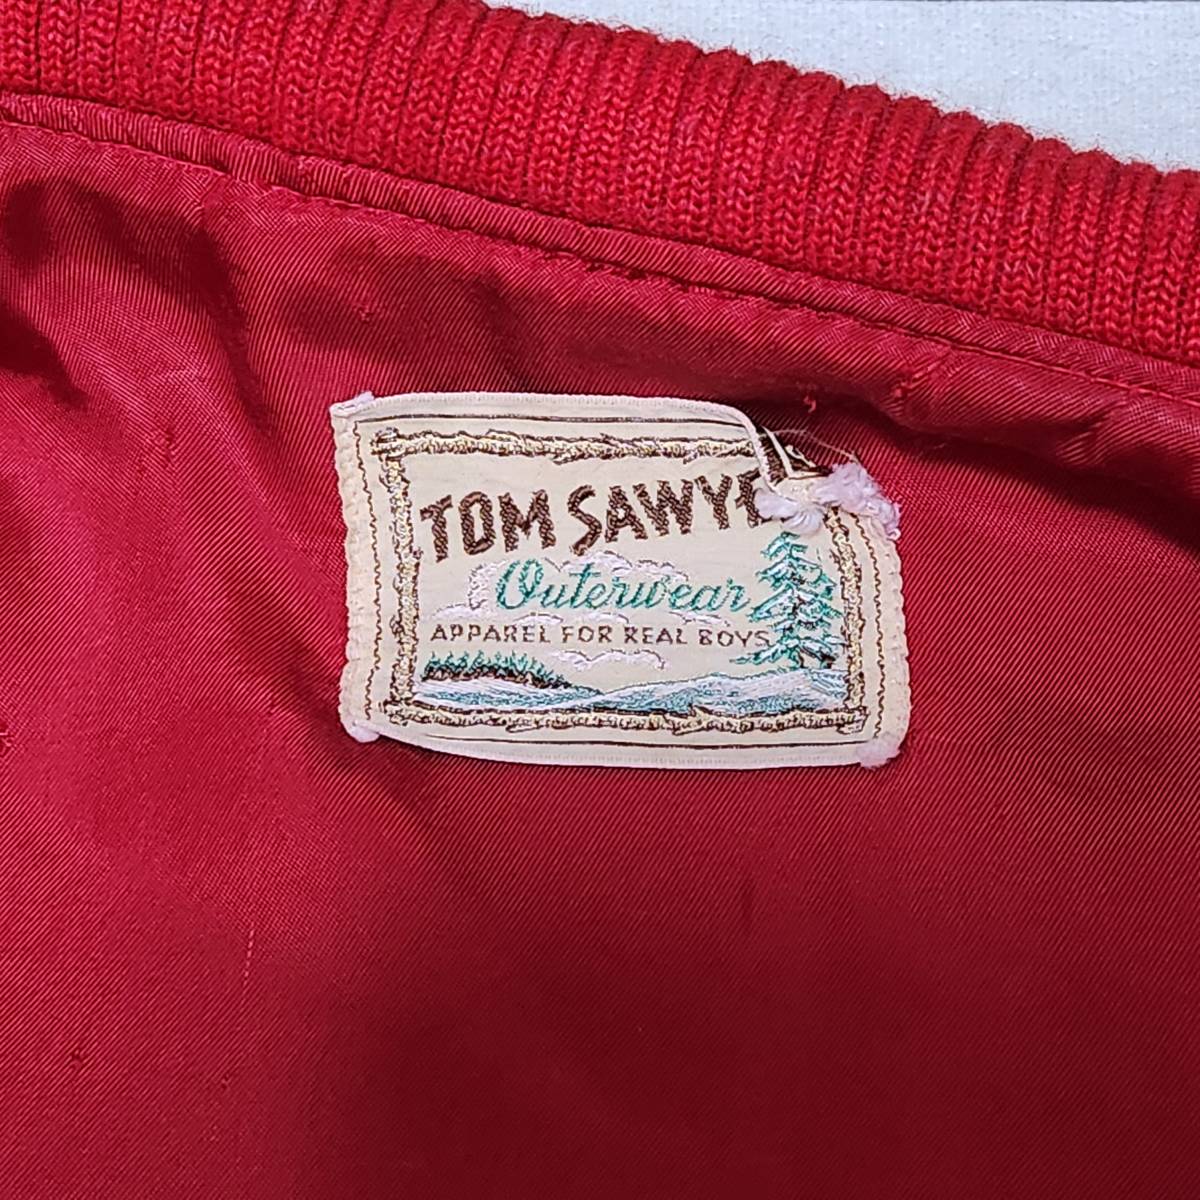 TOM SAWYE
Outerwear
APPAREL FOR REAL BOYS